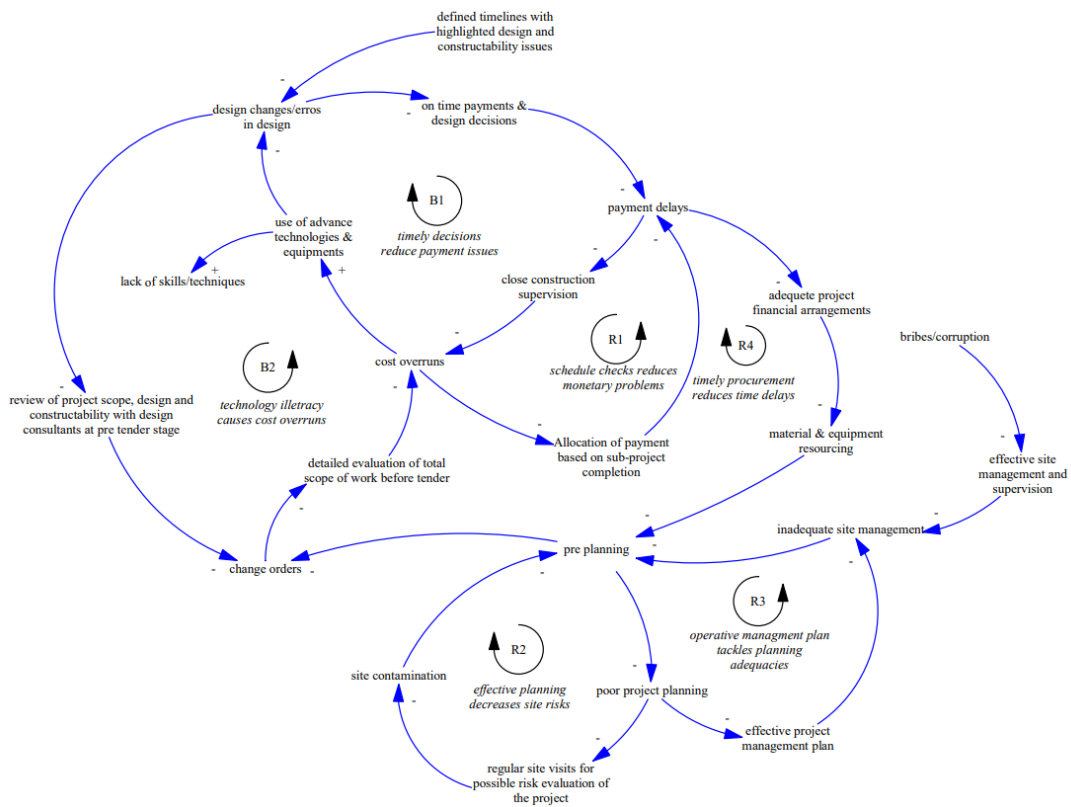 defined timelines with
highlighted design and
constructability issues
-
design changes/erros
in design
-
on time payments &
design decisions
-
-
payment delays
-
-
-
B1
timely decisions
reduce payment issues
use of advance
technologies &
equipments
+
+
lack of skills/techniques
close construction
supervision
-
-
adequete project
financial arrangements
bribes/corruption
R1
schedule checks reduces
monetary problems
R4
timely procurement
reduces time delays
cost overruns
-
B2
technology illetracy
causes cost overruns
-
review of project scope, design and
constructability with design
consultants at pre tender stage
-
Allocation of payment
based on sub-project
completion
-
material & equipment
resourcing
-
effective site
management and
supervision
detailed evaluation of total
scope of work before tender
-
-
inadequate site management
-
-
pre planning
-
-
-
change orders
-
-
R3
operative managment plan
tackles planning
adequacies
R2
effective planning
decreases site risks
site contamination
-
-
poor project planning
-
effective project
management plan
-
regular site visits for
possible risk evaluation of
the project